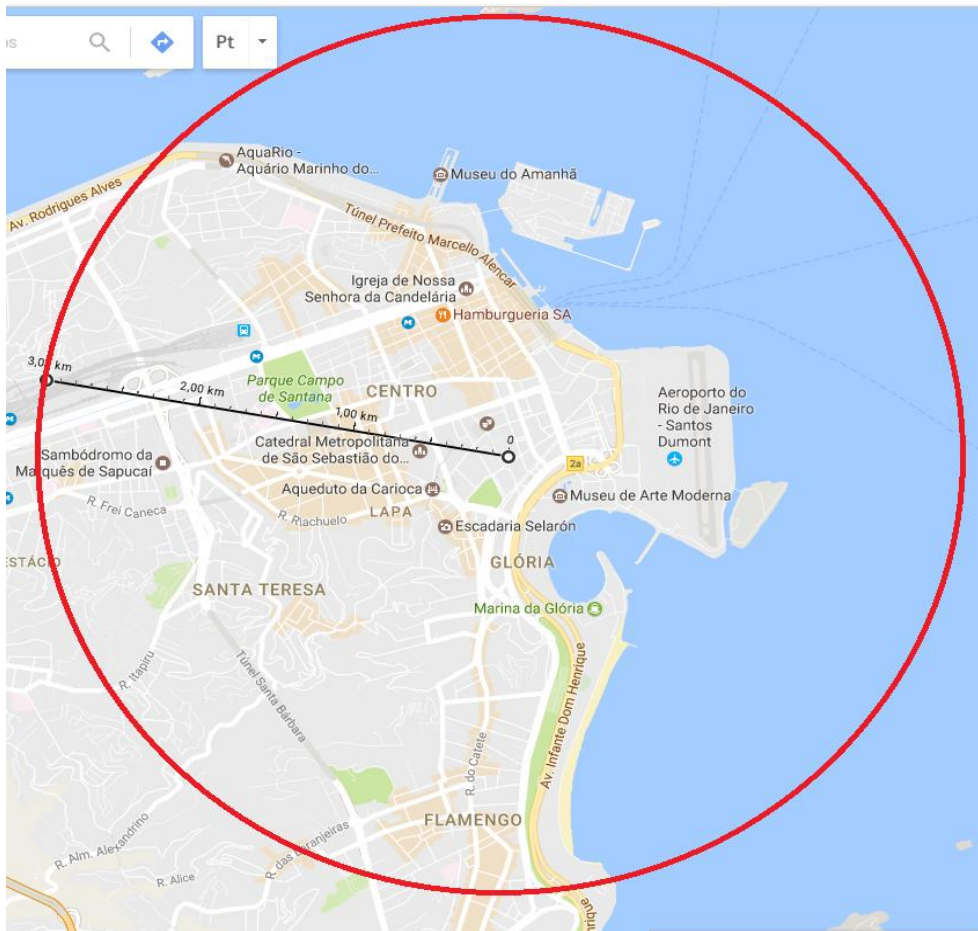 Pt
AquaRio -
Aquário Marinho do...
Museu do Amanhã
Av. Rodrigues Alves
Túnel Prefeito Marcello Alencar
Igreja de Nossa
Senhora da Candelária
Hamburgueria SA
3,0 km
2,00 km
Parque Campo
de Santana
CENTRO
1,00 km
0
Aeroporto do
Rio de Janeiro
- Santos
Dumont
Catedral Metropolitana
de São Sebastião do...
Sambódromo da
Marquês de Sapucaí
2a
Aqueduto da Carioca
Museu de Arte Moderna
R. Frei Caneca
R. Riachuelo
LAPA
Escadaria Selarón
ESTÁCIO
GLÓRIA
SANTA TERESA
Marina da Glória
R. Itapiru
Túnel Santa Bárbara
Av. Infante Dom Henrique
R. do Catete
FLAMENGO
R. das Laranjeiras
R. Alm. Alexandrino
R. Alice